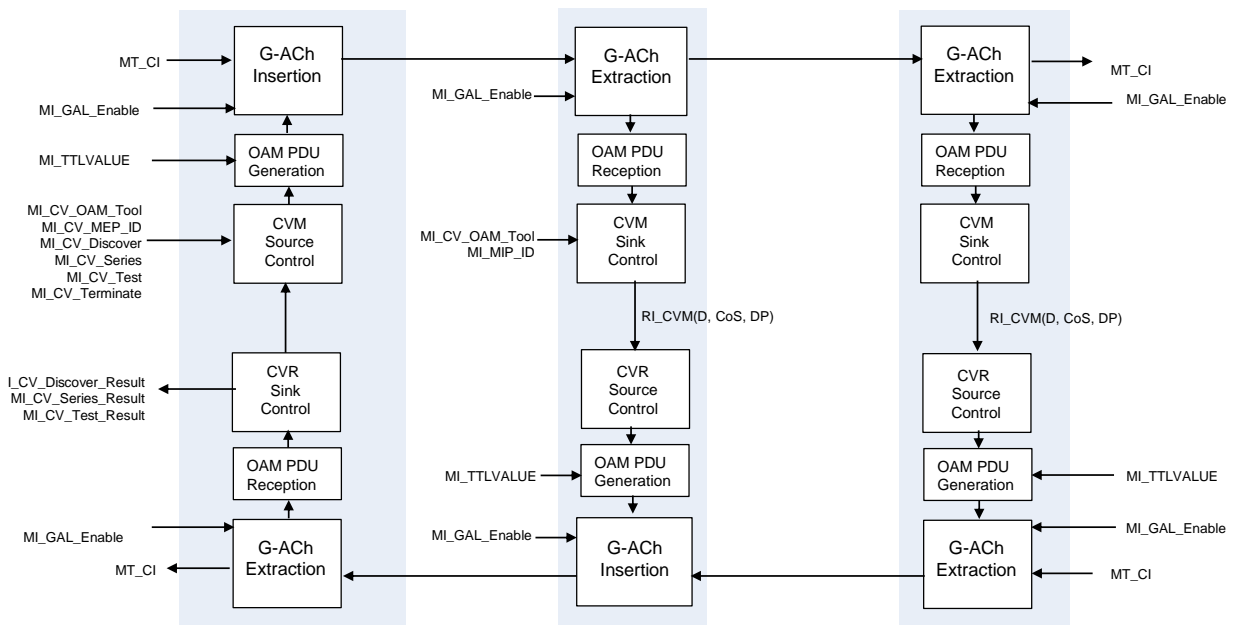 G-ACh
Insertion
MT_CI
MI_GAL_Enable
OAM PDU
Generation
MI_TTLVALUE
MI_CV_OAM_Tool
MI_CV_MEP_ID
MI_CV_Discover
MI_CV_Series
MI_CV_Test
MI_CV_Terminate
CVM
Source
Control
I_CV_Discover_Result
MI_CV_Series_Result
MI_CV_Test_Result
CVR
Sink
Control
OAM PDU
Reception
MI_GAL_Enable
MT_CI
G-ACh
Extraction
G-ACh
Extraction
MI_GAL_Enable
OAM PDU
Reception
MI_CV_OAM_Tool
MI_MIP_ID
CVM
Sink
Control
RI_CVM(D, CoS, DP)
CVR
Source
Control
MI_TTLVALUE
OAM PDU
Generation
MI_GAL_Enable
G-ACh
Insertion
G-ACh
Extraction
MT_CI
MI_GAL_Enable
OAM PDU
Reception
CVM
Sink
Control
RI_CVM(D, CoS, DP)
CVR
Source
Control
OAM PDU
Generation
MI_TTLVALUE
G-ACh
Extraction
MI_GAL_Enable
MT_CI